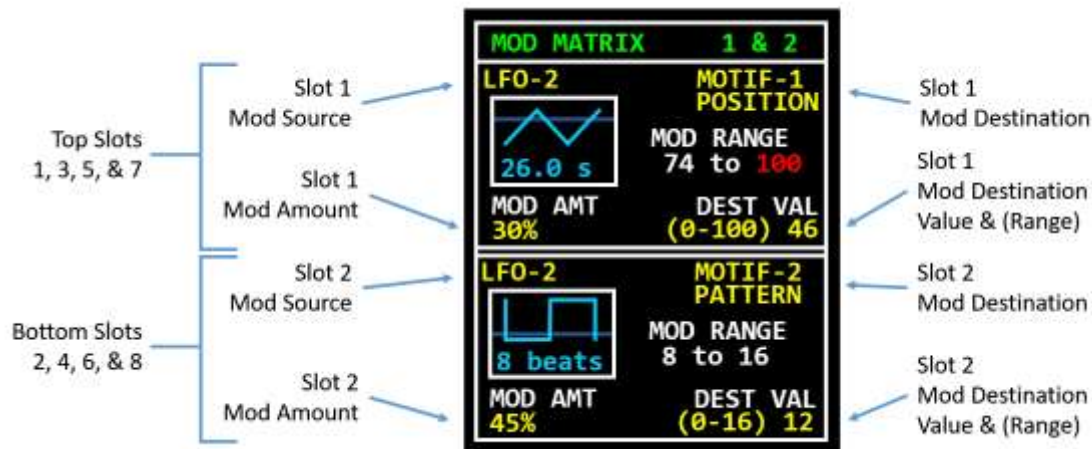 MOD MATRIX 1 & 2
Slot 1
Mod Source
LFO-2
MOTIF-1
POSITION
Slot 1
Mod Destination
Top Slots
1, 3, 5, & 7
26.0 s
MOD RANGE
74 to 100
Slot 1
Mod Amount
MOD AMT
30%
DEST VAL
(0-100) 46
Slot 1
Mod Destination
Value & (Range)
Slot 2
Mod Source
LFO-2
MOTIF-2
PATTERN
Slot 2
Mod Destination
Bottom Slots
2, 4, 6, & 8
8 beats
MOD RANGE
8 to 16
Slot 2
Mod Amount
MOD AMT
45%
DEST VAL
(0-16) 12
Slot 2
Mod Destination
Value & (Range)